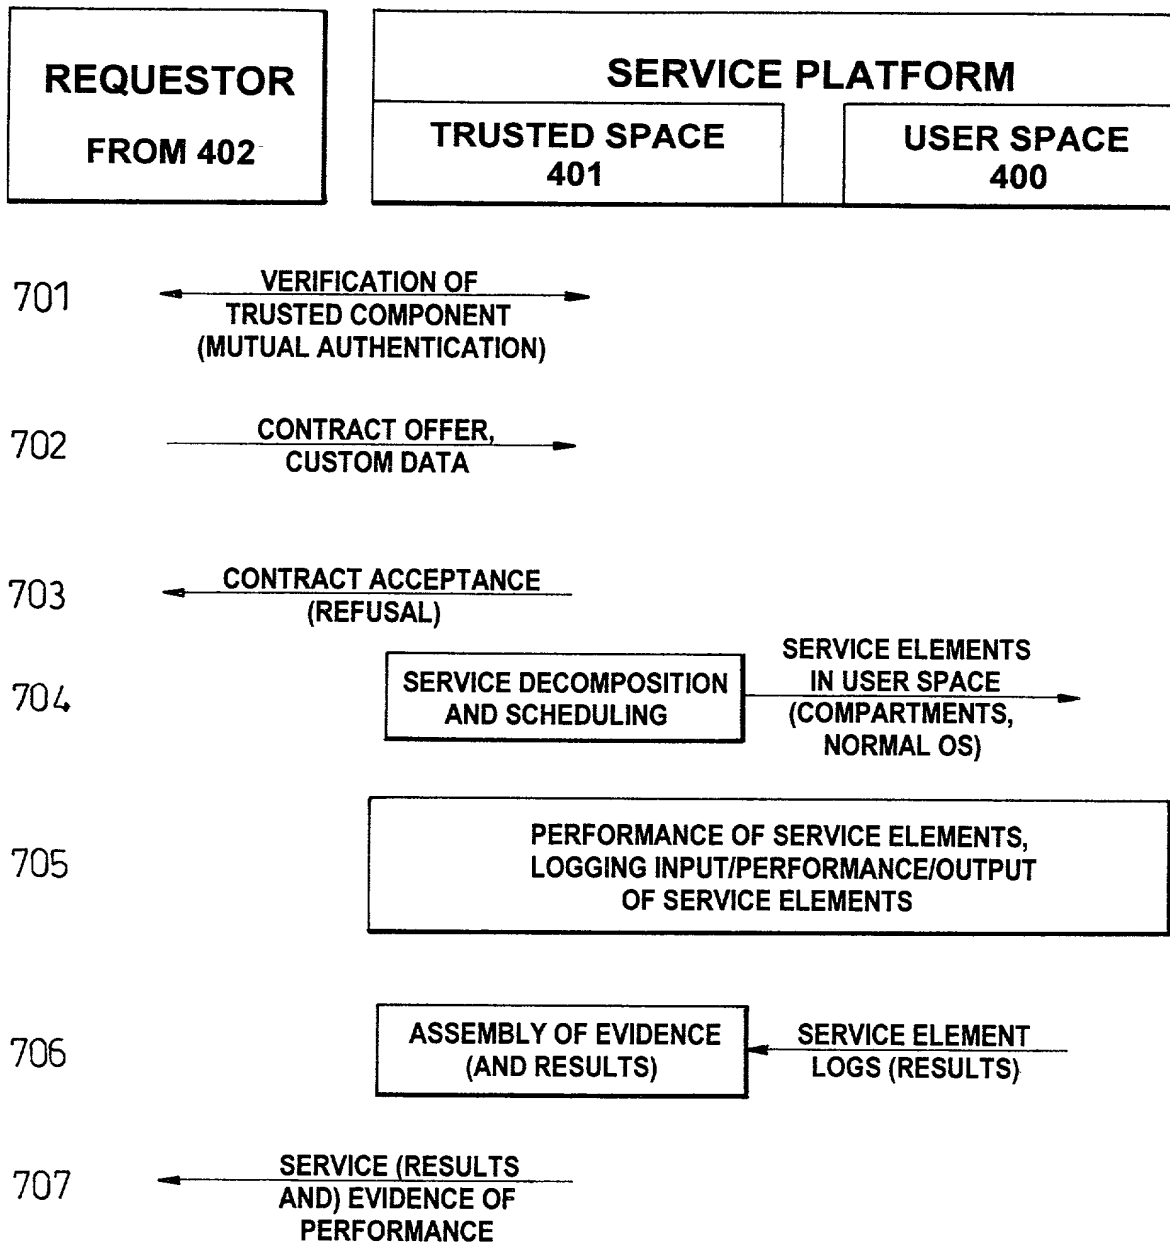 REQUESTOR
FROM 402
SERVICE PLATFORM
TRUSTED SPACE
401
USER SPACE
400
701
VERIFICATION OF
TRUSTED COMPONENT
(MUTUAL AUTHENTICATION)
702
CONTRACT OFFER,
CUSTOM DATA
703
CONTRACT ACCEPTANCE
(REFUSAL)
704
SERVICE DECOMPOSITION
AND SCHEDULING
SERVICE ELEMENTS
IN USER SPACE
(COMPARTMENTS,
NORMAL OS)
705
PERFORMANCE OF SERVICE ELEMENTS,
LOGGING INPUT/PERFORMANCE/OUTPUT
OF SERVICE ELEMENTS
706
ASSEMBLY OF EVIDENCE
(AND RESULTS)
SERVICE ELEMENT
LOGS (RESULTS)
707
SERVICE (RESULTS
AND) EVIDENCE OF
PERFORMANCE